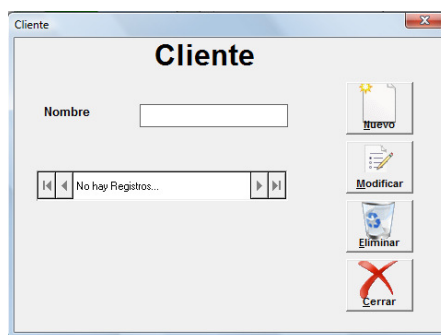 Cliente
Cliente
Nombre
Nuevo
No hay Registros...
Modificar
Eliminar
Cerrar